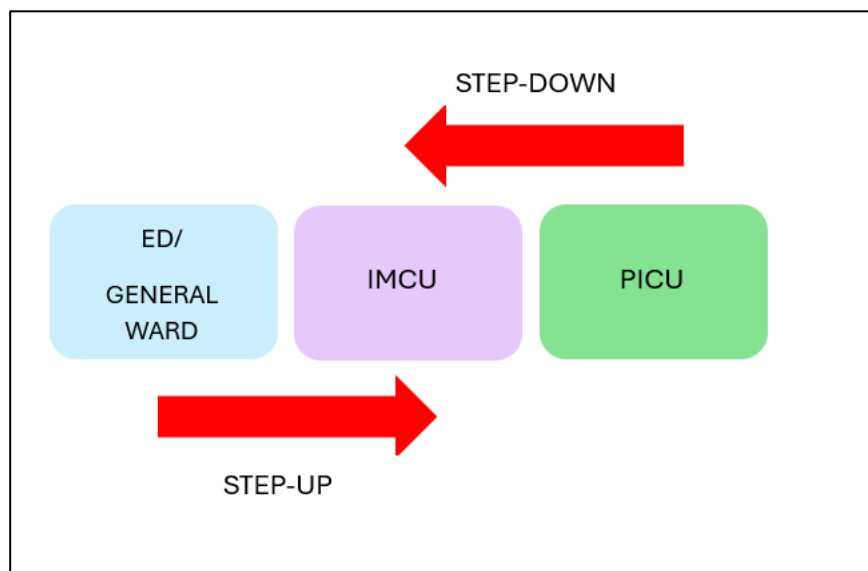 STEP-DOWN
ED/
GENERAL
WARD
IMCU
PICU
STEP-UP